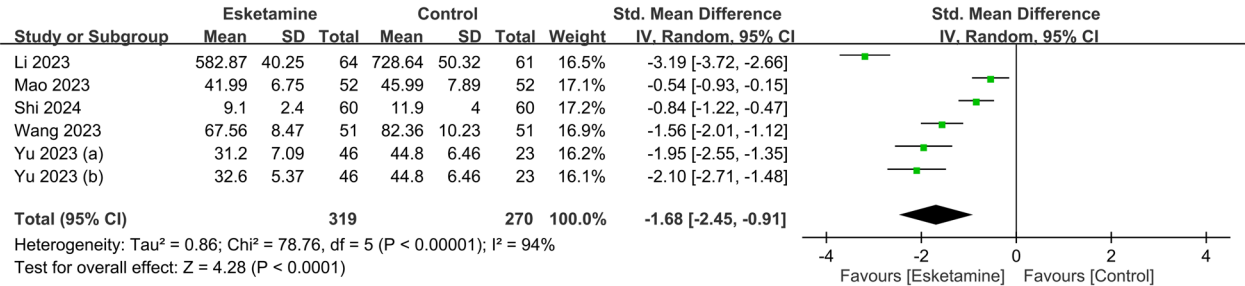 Esketamine Control Std. Mean Difference Std. Mean Difference
Study or Subgroup Mean SD Total Mean SD Total Weight IV, Random, 95% CI IV, Random, 95% CI
Li 2023 582.87 40.25 64 728.64 50.32 61 16.5% -3.19 [-3.72, -2.66]
Mao 2023 41.99 6.75 52 45.99 7.89 52 17.1% -0.54 [-0.93, -0.15]
Shi 2024 9.1 2.4 60 11.9 4 60 17.2% -0.84 [-1.22, -0.47]
Wang 2023 67.56 8.47 51 82.36 10.23 51 16.9% -1.56 [-2.01, -1.12]
Yu 2023 (a) 31.2 7.09 46 44.8 6.46 23 16.2% -1.95 [-2.55, -1.35]
Yu 2023 (b) 32.6 5.37 46 44.8 6.46 23 16.1% -2.10 [-2.71, -1.48]
Total (95% CI) 319 270 100.0% -1.68 [-2.45, -0.91]
Heterogeneity: Tau² = 0.86; Chi² = 78.76, df = 5 (P < 0.00001); I² = 94%
Test for overall effect: Z = 4.28 (P < 0.0001)
-4 -2 0 2 4
Favours [Esketamine] Favours [Control]